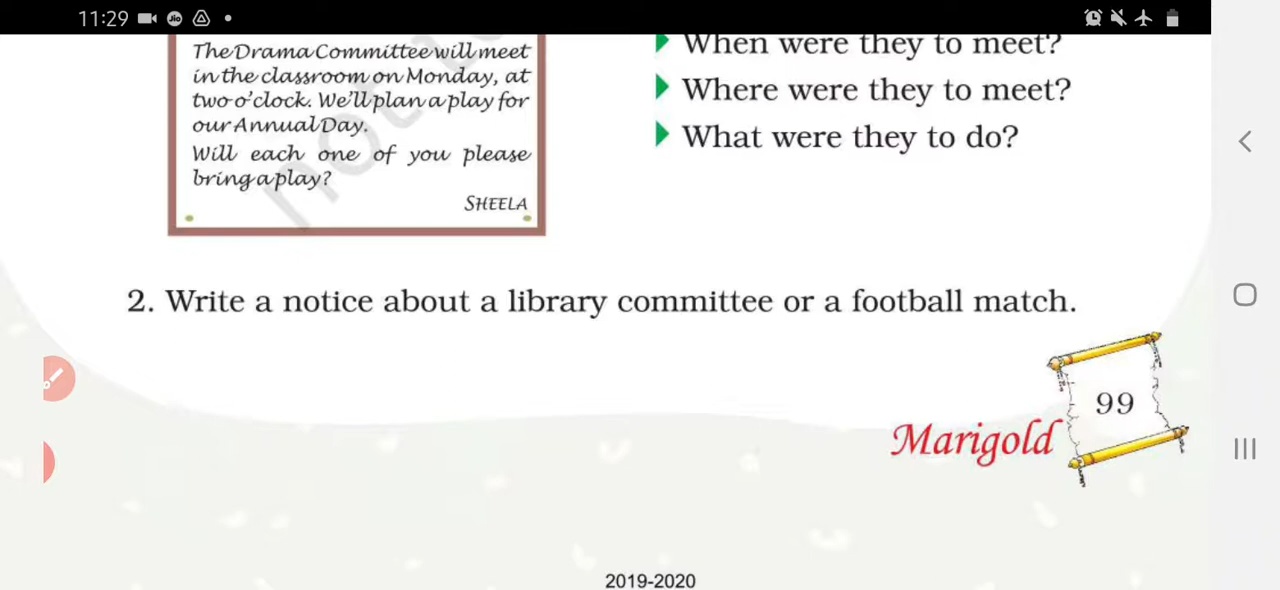 11:29
Jio
The Drama Committee will meet
in the classroom on Monday, at
two o'clock. We'll plan a play for
our Annual Day.
Will each one of you please
bring a play?
SHEELA
When were they to meet?
Where were they to meet?
What were they to do?
2. Write a notice about a library committee or a football match.
99
Marigold
2019-2020